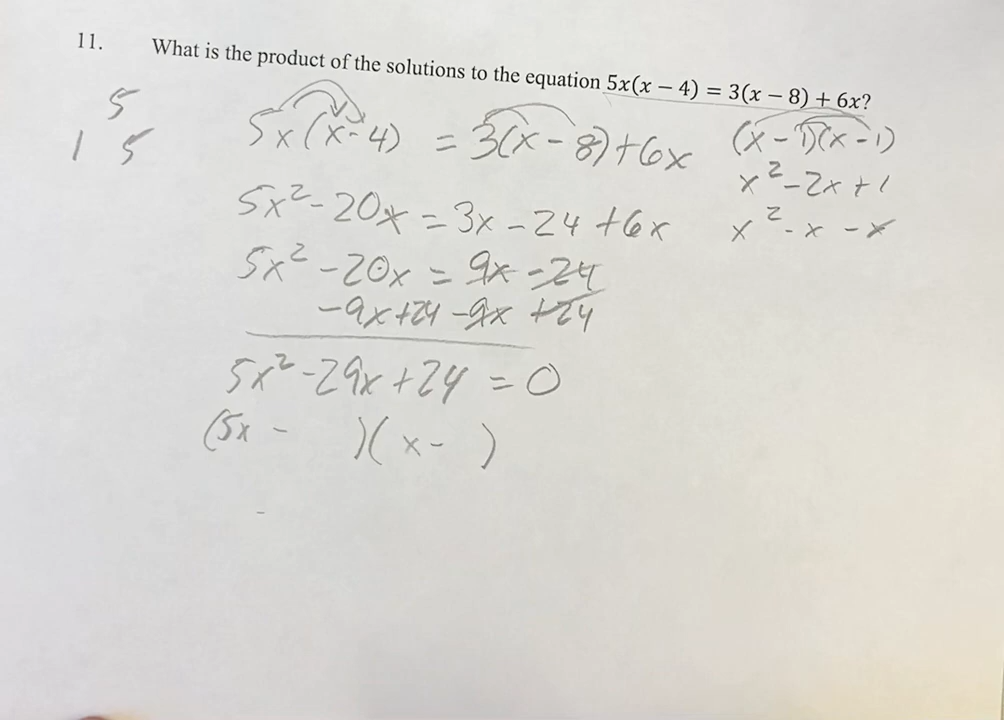 11. What is the product of the solutions to the equation 5x(x − 4) = 3(x − 8) + 6x?
5
1 5
5x(x-4) = 3(x-8)+6x
5x²-20x = 3x-24+6x
5x²-20x = 9x-24
-9x+24 -9x +24
5x²-29x+24 = 0
(5x - )(x- )
(x-1)(x-1)
x²-2x+1
x²-x-x